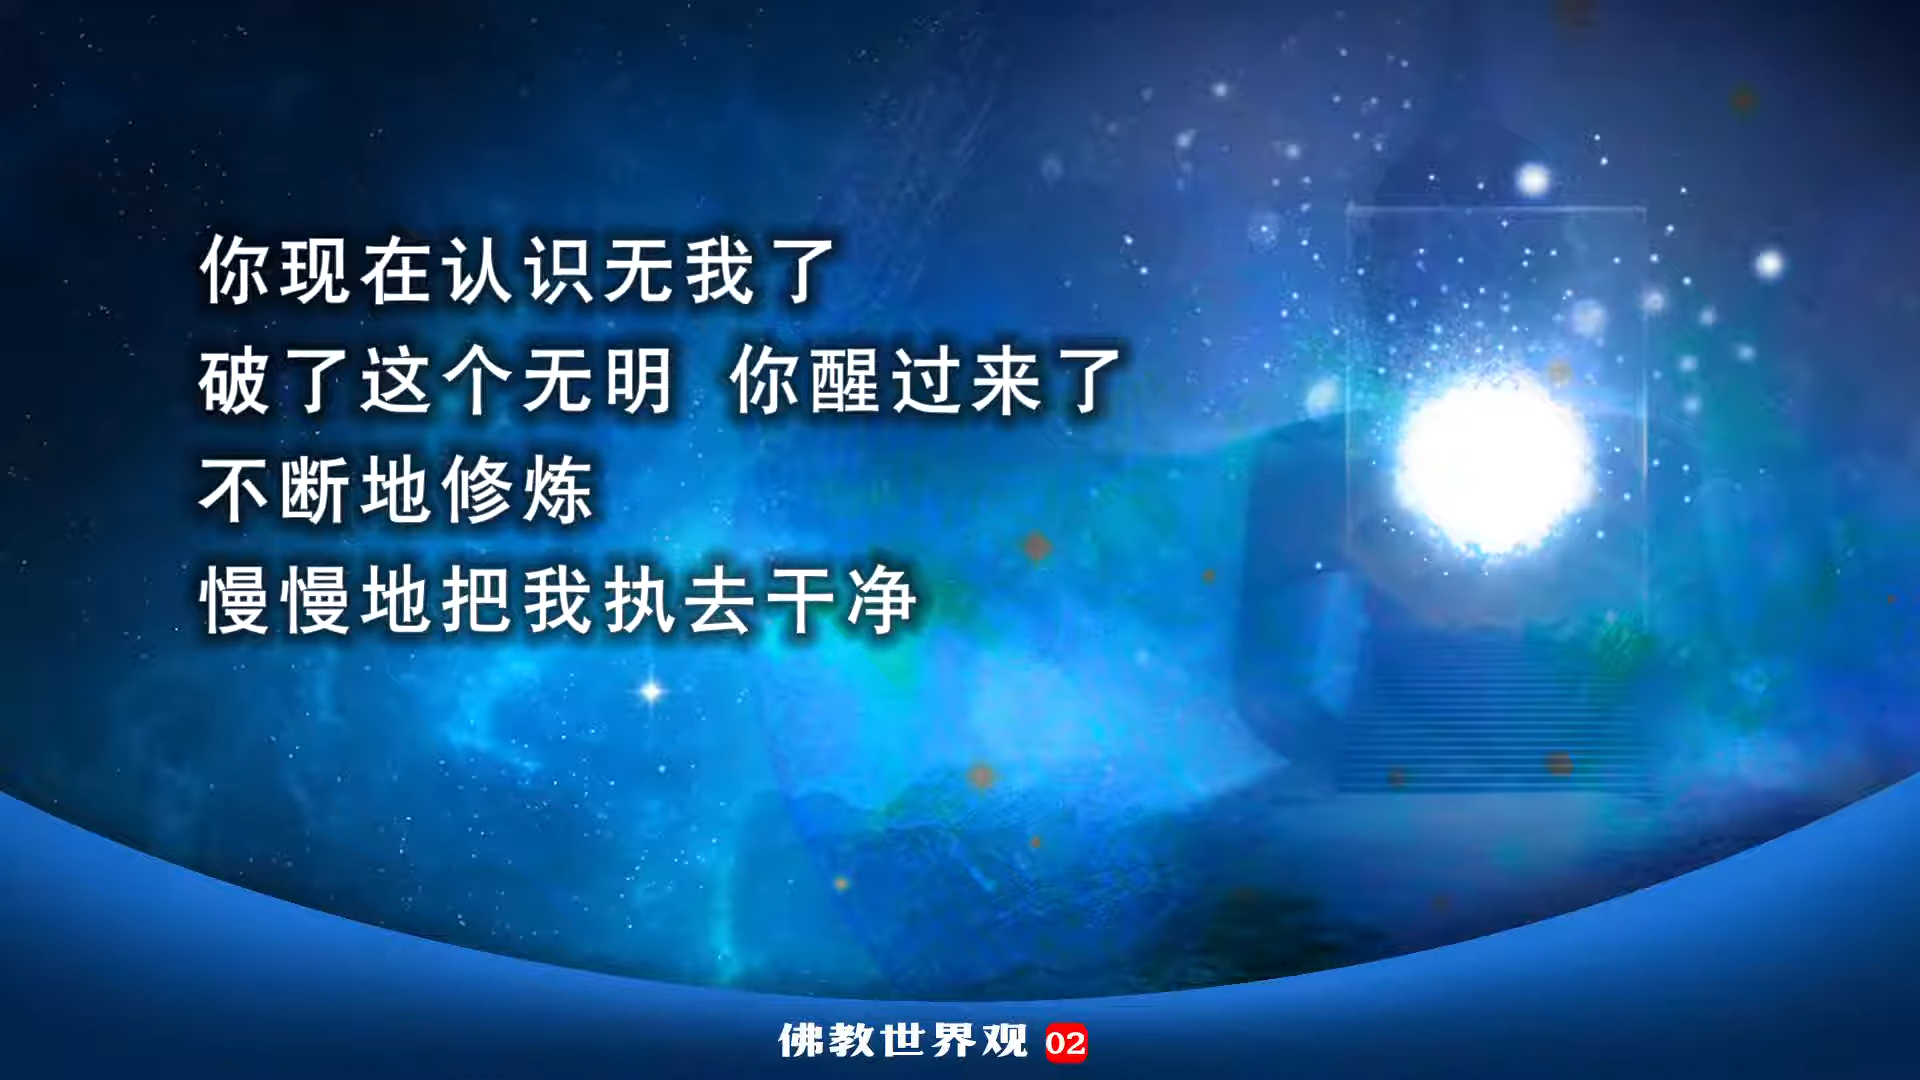 你现在认识无我了
破了这个无明 你醒过来了
不断地修炼
慢慢地把我执去干净
佛教世界观 02